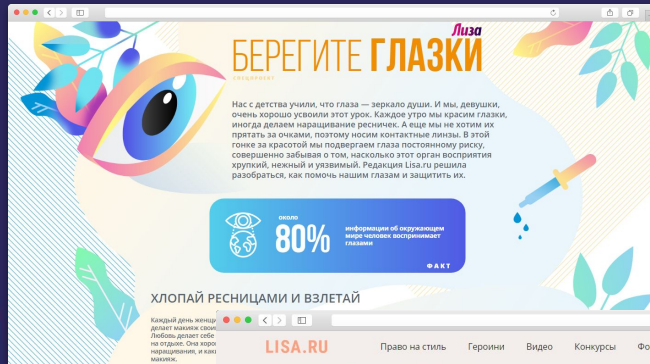 Лиза
БЕРЕГИТЕ ГЛАЗКИ
СПЕЦПРОЕКТ
Нас с детства учили, что глаза — зеркало души. И мы, девушки,
очень хорошо усвоили этот урок. Каждое утро мы красим глазки,
иногда делаем наращивание ресничек. А еще мы не хотим их
прятать за очками, поэтому носим контактные линзы. В этой
гонке за красотой мы подвергаем глаза постоянному риску,
совершенно забывая о том, насколько этот орган восприятия
хрупкий, нежный и уязвимый. Редакция Lisa.ru решила
разобраться, как помочь нашим глазам и защитить их.
около
80%
информации об окружающем
мире человек воспринимает
глазами
ФАКТ
ХЛОПАЙ РЕСНИЦАМИ И ВЗЛЕТАЙ
Каждый день женщи
делает макияж свои
Любовь делает себе
на отдыхе. Она хоро
наращивания, и как
макияж.
LISA.RU
Право на стиль Героини Видео Конкурсы Фо